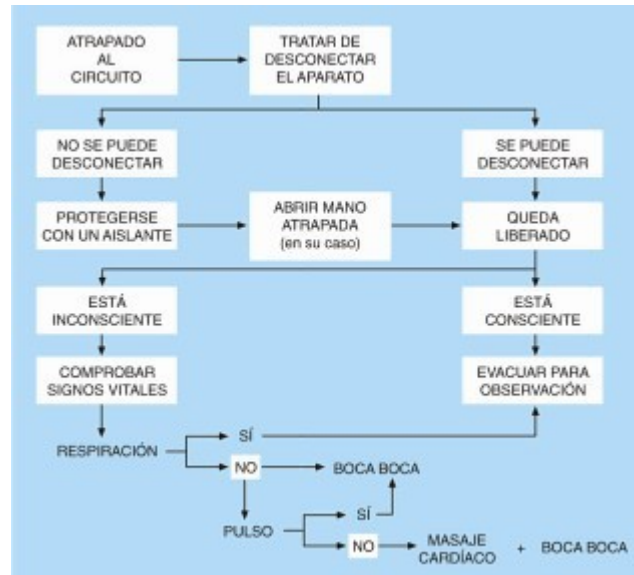 ATRAPADO
AL
CIRCUITO
TRATAR DE
DESCONECTAR
EL APARATO
NO SE PUEDE
DESCONECTAR
SE PUEDE
DESCONECTAR
PROTEGERSE
CON UN AISLANTE
ABRIR MANO
ATRAPADA
(en su caso)
QUEDA
LIBERADO
ESTÁ
INCONSCIENTE
ESTÁ
CONSCIENTE
COMPROBAR
SIGNOS VITALES
EVACUAR PARA
OBSERVACIÓN
RESPIRACIÓN
SÍ
NO
BOCA BOCA
PULSO
SÍ
NO
MASAJE
CARDÍACO
+ BOCA BOCA